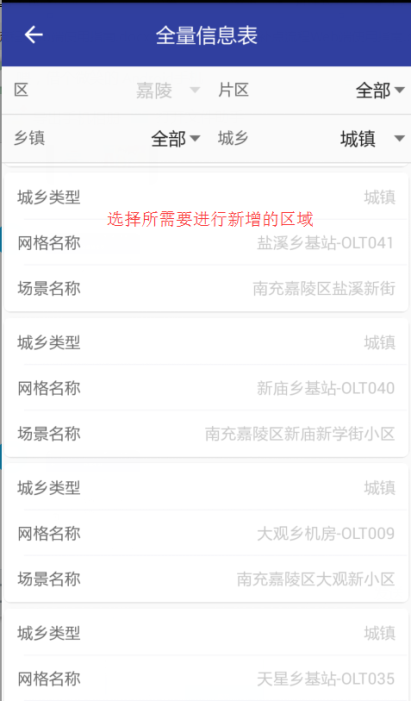 全量信息表
区 嘉陵 片区 全部
乡镇 全部 城乡 城镇
城乡类型 城镇
选择所需要进行新增的区域
网格名称 盐溪乡基站-OLT041
场景名称 南充嘉陵区盐溪新街
城乡类型 城镇
网格名称 新庙乡基站-OLT040
场景名称 南充嘉陵区新庙新学街小区
城乡类型 城镇
网格名称 大观乡机房-OLT009
场景名称 南充嘉陵区大观新小区
城乡类型 城镇
网格名称 天星乡基站-OLT035